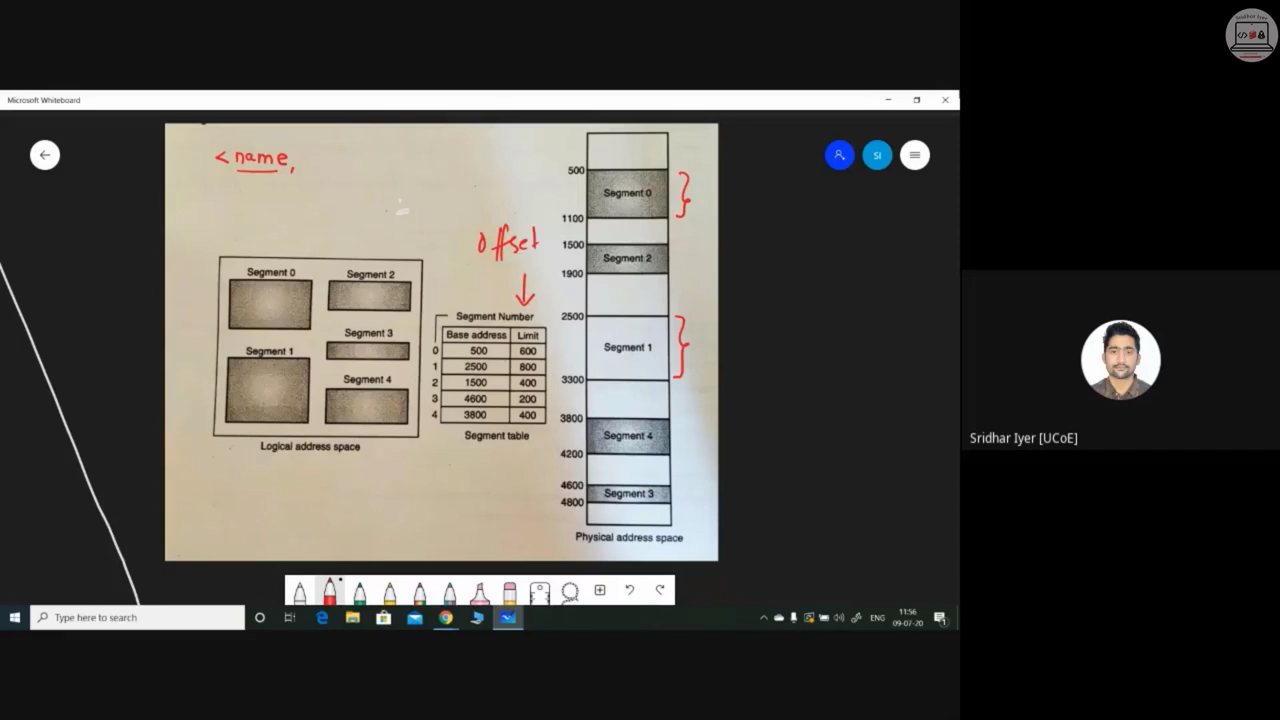 Sridhar Iyer
Microsoft Whiteboard
SI
< name,
offset
Segment 0
Segment 2
Segment 3
Segment 1
Segment 4
Logical address space
Segment Number
Base address Limit
0 500 600
1 2500 800
2 1500 400
3 4600 200
4 3800 400
Segment table
500
Segment 0
1100
1500
Segment 2
1900
2500
Segment 1
3300
3800
Segment 4
4200
4600
Segment 3
4800
Physical address space
Sridhar Iyer [UCoE]
Type here to search
ENG
11:56
09-07-20